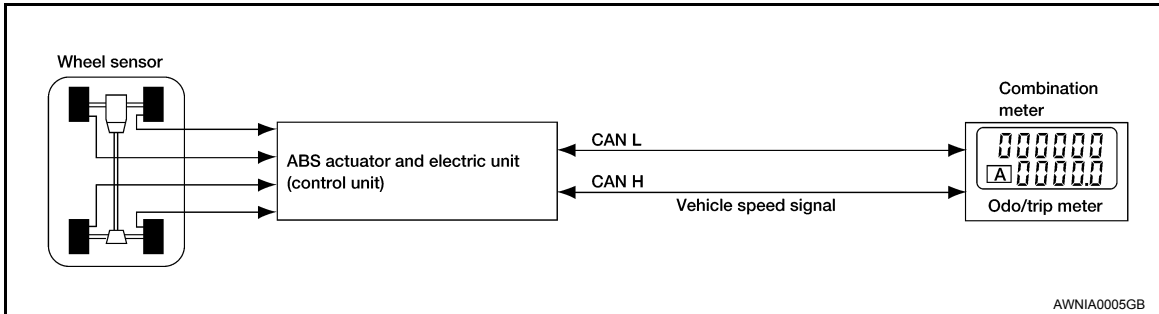 Wheel sensor
ABS actuator and electric unit
(control unit)
CAN L
CAN H
Vehicle speed signal
Combination
meter
000000
A 0000.0
Odo/trip meter
AWNIA0005GB